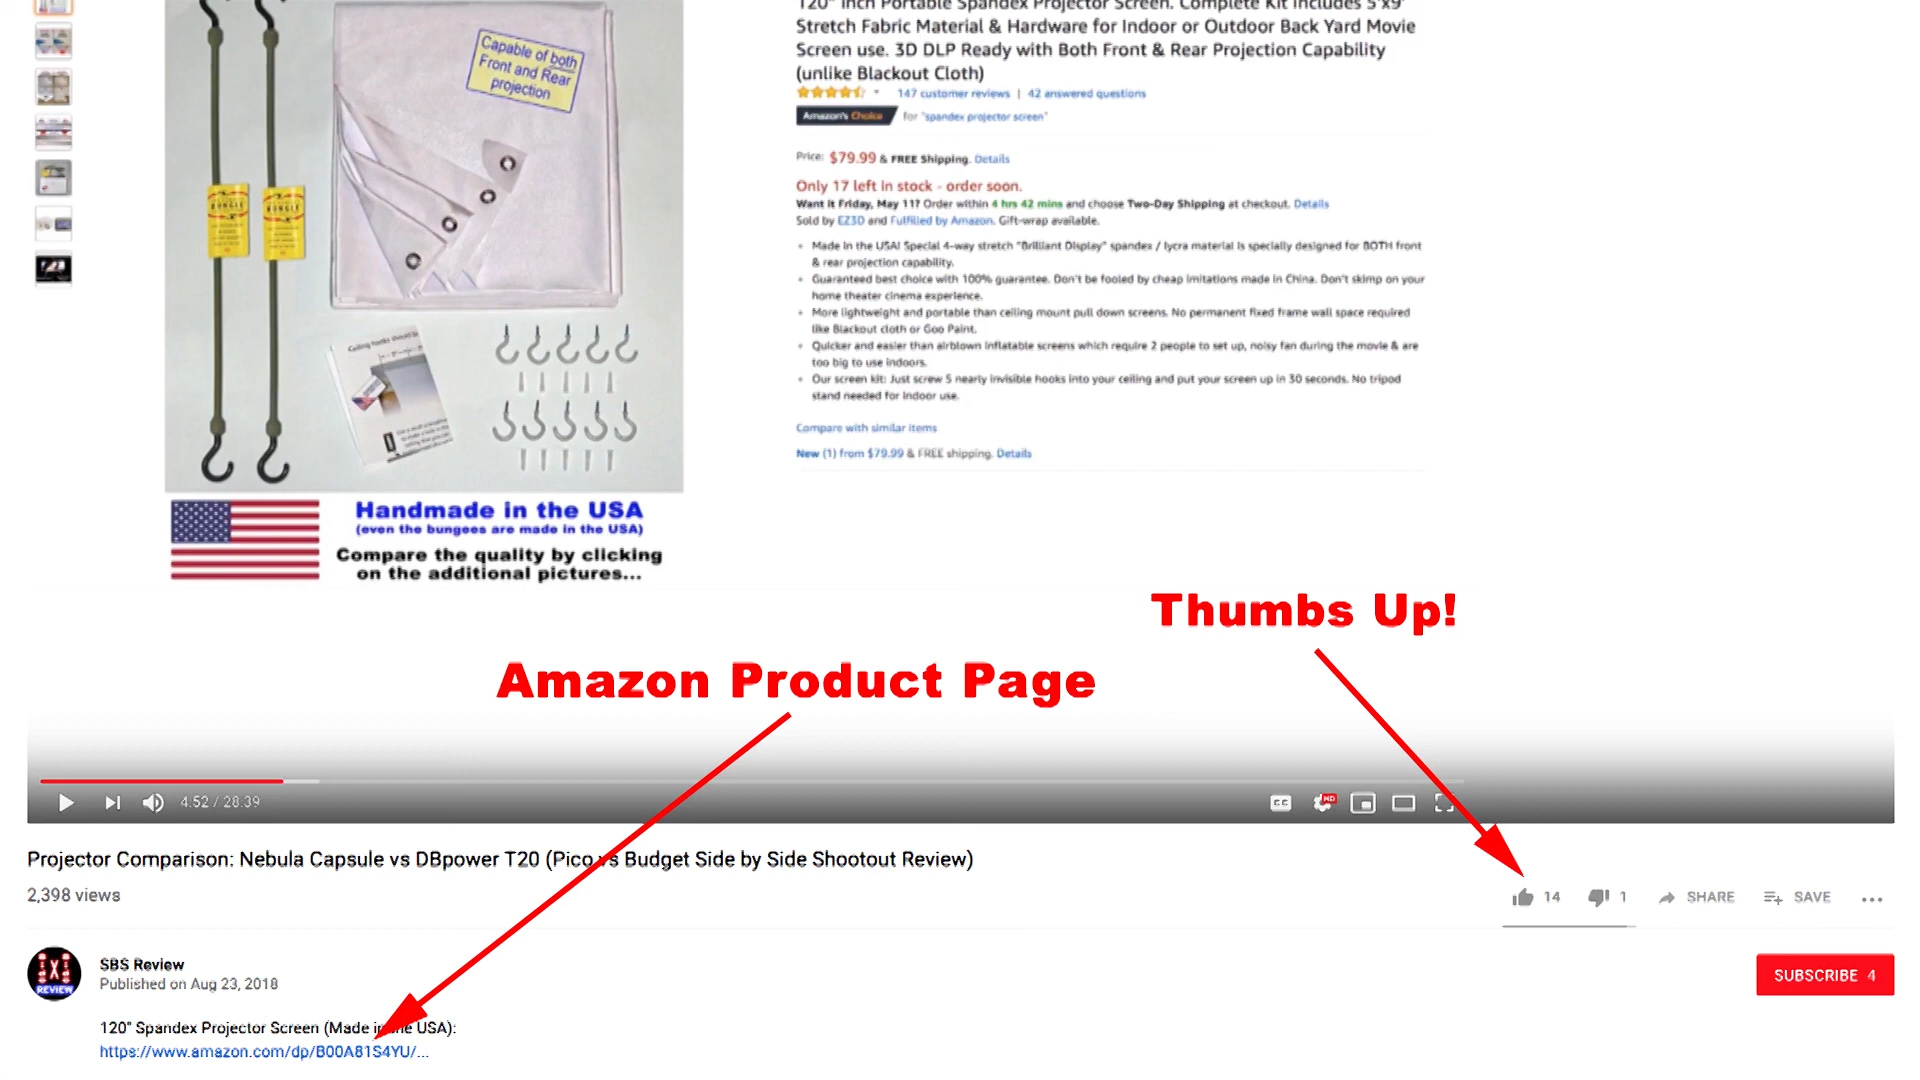 120" Inch Portable Spandex Projector Screen. Complete Kit Includes 5'x9'
Stretch Fabric Material & Hardware for Indoor or Outdoor Back Yard Movie
Screen use. 3D DLP Ready with Both Front & Rear Projection Capability
(unlike Blackout Cloth)
147 customer reviews | 42 answered questions
Amazon's Choice for "spandex projector screen"
Price: $79.99 & FREE Shipping. Details
Only 17 left in stock - order soon.
Want it Friday, May 11? Order within 4 hrs 42 mins and choose Two-Day Shipping at checkout. Details
Sold by EZ3D and Fulfilled by Amazon. Gift-wrap available.
Made in the USA! Special 4-way stretch "Brilliant Display" spandex / lycra material is specially designed for BOTH front
& rear projection capability.
Guaranteed best choice with 100% guarantee. Don't be fooled by cheap imitations made in China. Don't skimp on your
home theater cinema experience.
More lightweight and portable than ceiling mount pull down screens. No permanent fixed frame wall space required
like Blackout cloth or Goo Paint.
Quicker and easier than airblown inflatable screens which require 2 people to set up, noisy fan during the movie & are
too big to use indoors.
Our screen kit: Just screw 5 nearly invisible hooks into your ceiling and put your screen up in 30 seconds. No tripod
stand needed for indoor use.
Compare with similar items
New (1) from $79.99 & FREE shipping. Details
Capable of both
Front and Rear
projection
BUNGIE
BUNGIE
Ceiling hooks should be
Handmade in the USA
(even the bungees are made in the USA)
Compare the quality by clicking
on the additional pictures...
Thumbs Up!
Amazon Product Page
4:52 / 28:39
CC
HD
Projector Comparison: Nebula Capsule vs DBpower T20 (Pico vs Budget Side by Side Shootout Review)
2,398 views
14
1
SHARE
SAVE
REVIEW
SBS Review
Published on Aug 23, 2018
SUBSCRIBE 4
120" Spandex Projector Screen (Made in the USA):
https://www.amazon.com/dp/B00A81S4YU/...